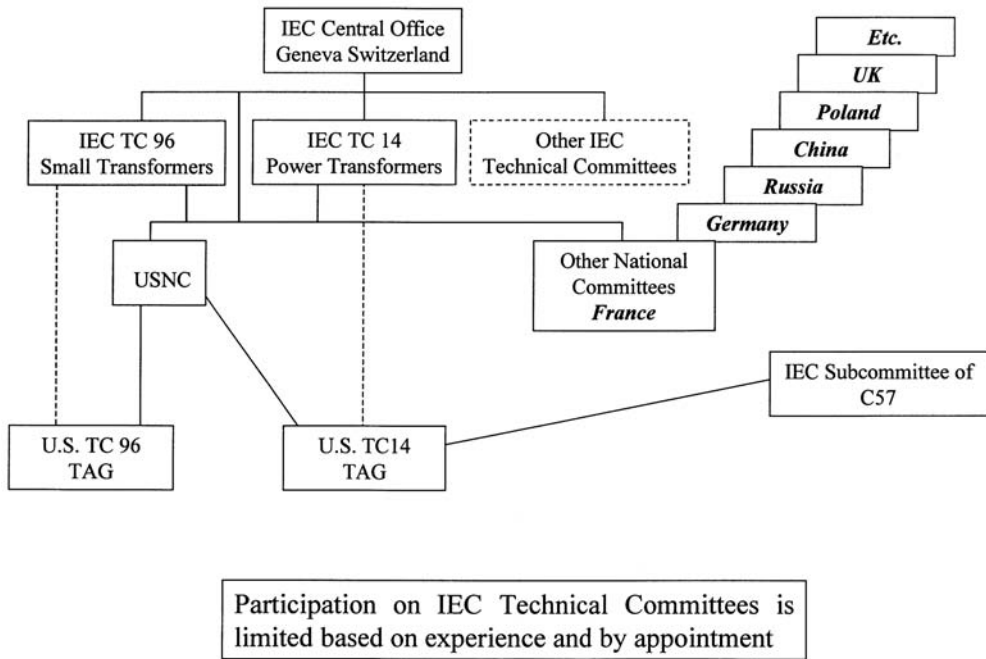 IEC Central Office
Geneva Switzerland
Etc.
UK
Poland
China
Russia
Germany
IEC TC 96
Small Transformers
IEC TC 14
Power Transformers
Other IEC
Technical Committees
USNC
Other National
Committees
France
IEC Subcommittee of
C57
U.S. TC 96
TAG
U.S. TC14
TAG
Participation on IEC Technical Committees is
limited based on experience and by appointment